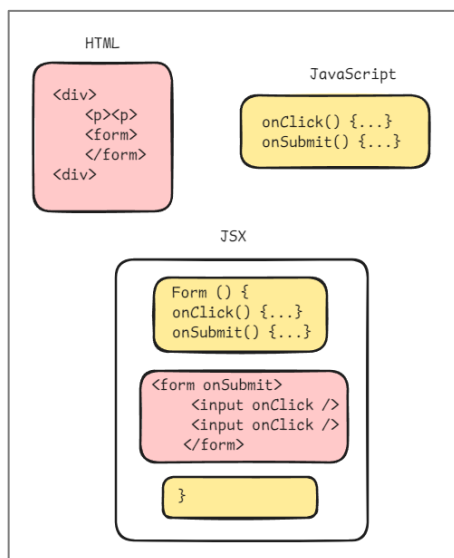 HTML
<div>
<p><p>
<form>
</form>
<div>
JavaScript
onClick() {...}
onSubmit() {...}
JSX
Form () {
onClick() {...}
onSubmit() {...}
<form onSubmit>
<input onClick />
<input onClick />
</form>
}